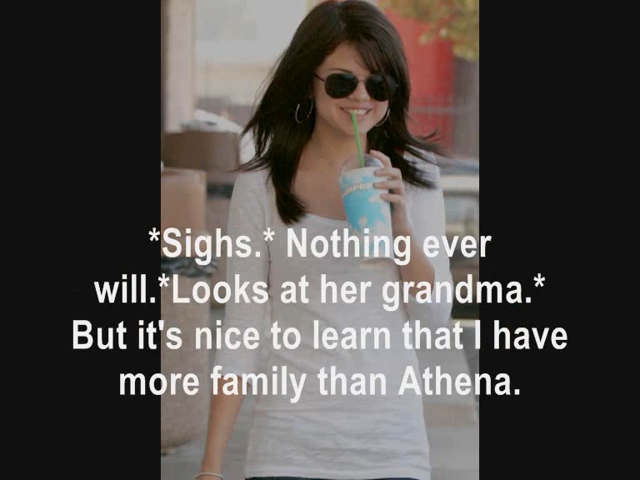 *Sighs.* Nothing ever
will.*Looks at her grandma.*
But it's nice to learn that I have
more family than Athena.